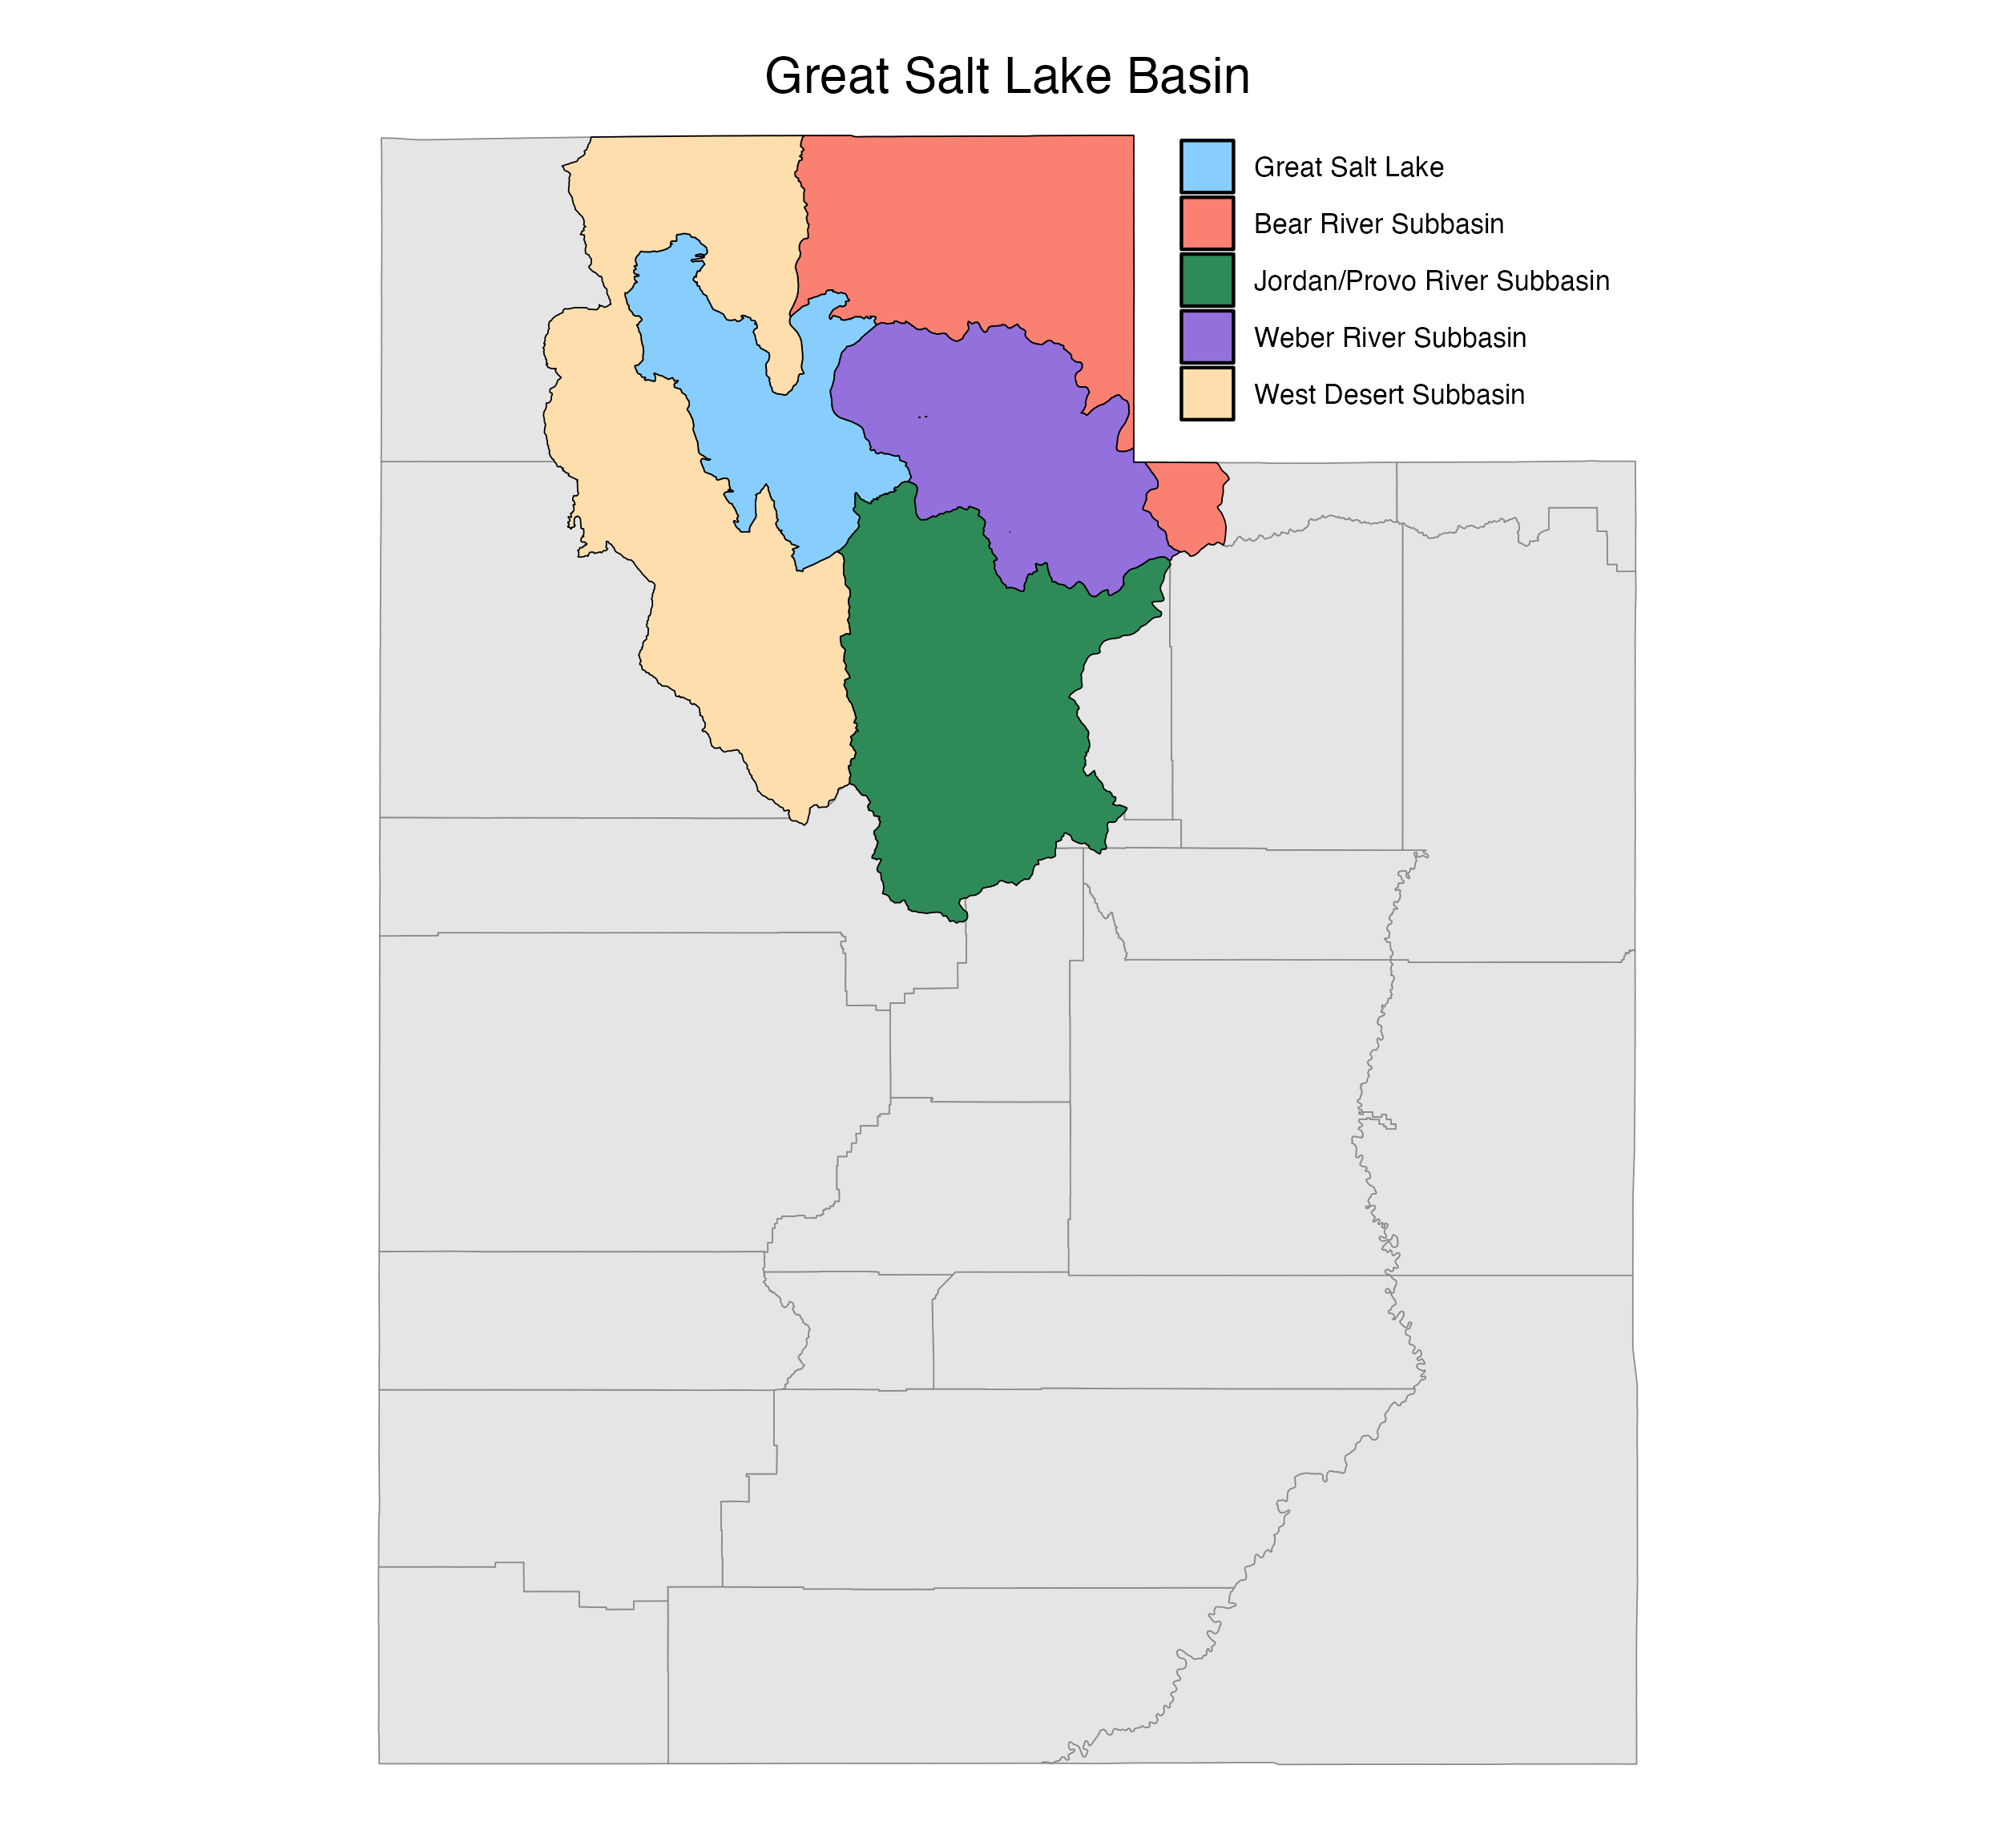 Great Salt Lake Basin
Great Salt Lake
Bear River Subbasin
Jordan/Provo River Subbasin
Weber River Subbasin
West Desert Subbasin